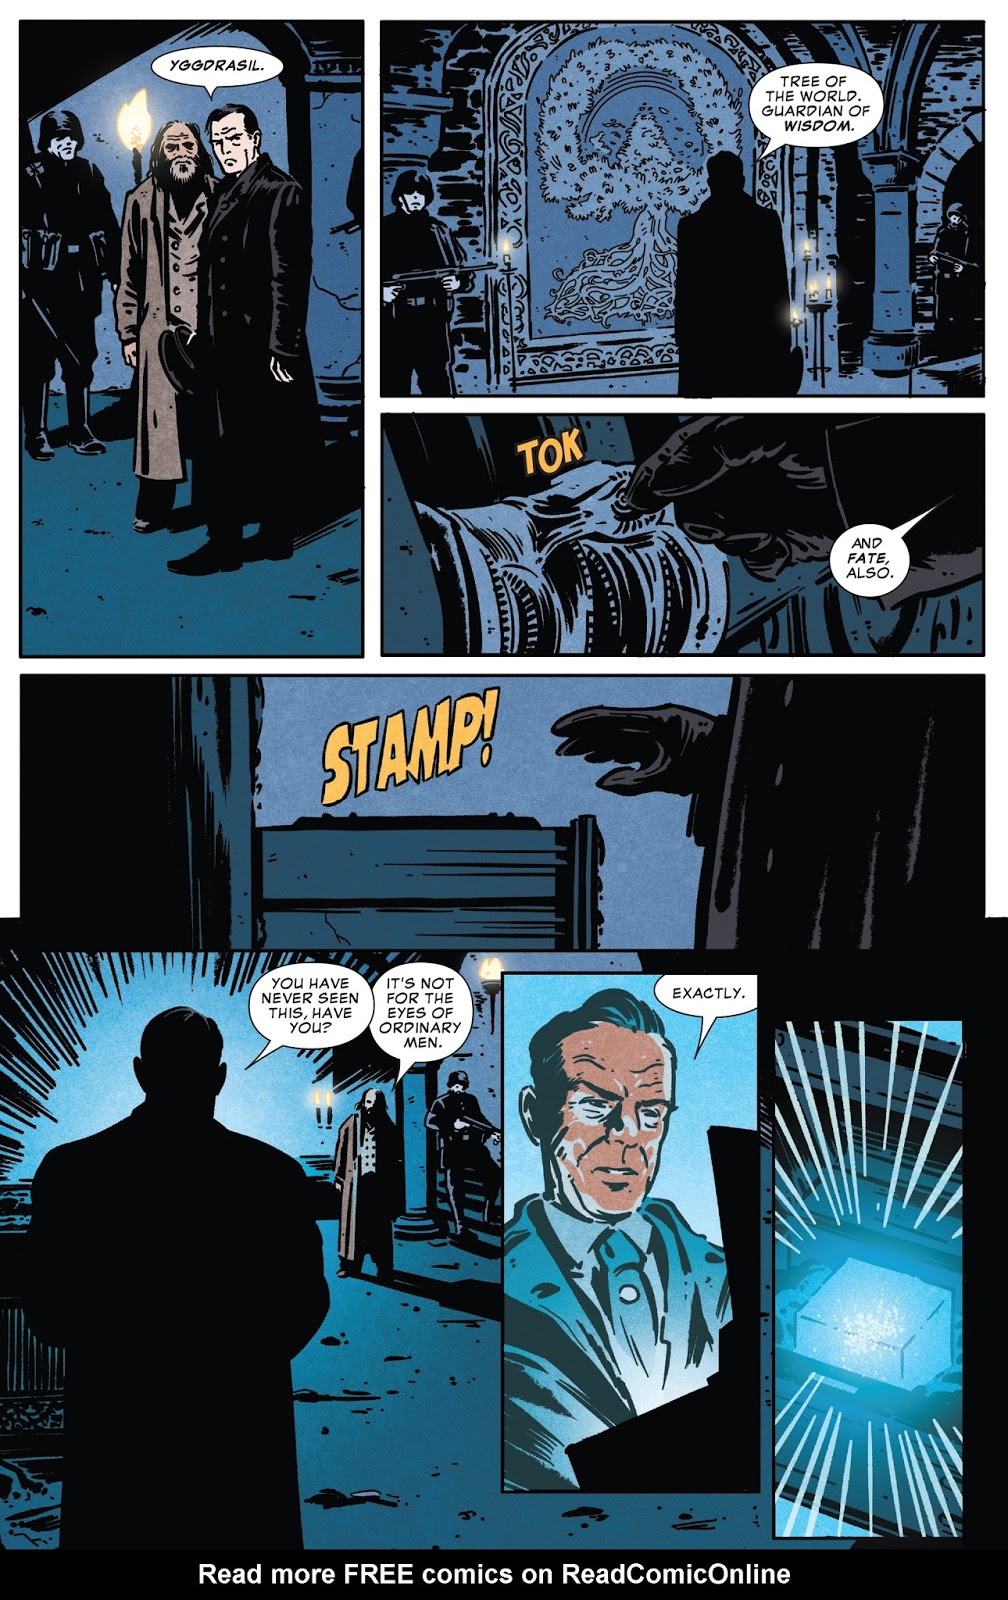 YGGDRASIL.
TREE OF
THE WORLD.
GUARDIAN OF
WISDOM.
TOK
AND
FATE,
ALSO.
STAMP!
YOU HAVE
NEVER SEEN
THIS, HAVE
YOU?
IT'S NOT
FOR THE
EYES OF
ORDINARY
MEN.
EXACTLY.
Read more FREE comics on ReadComicOnline